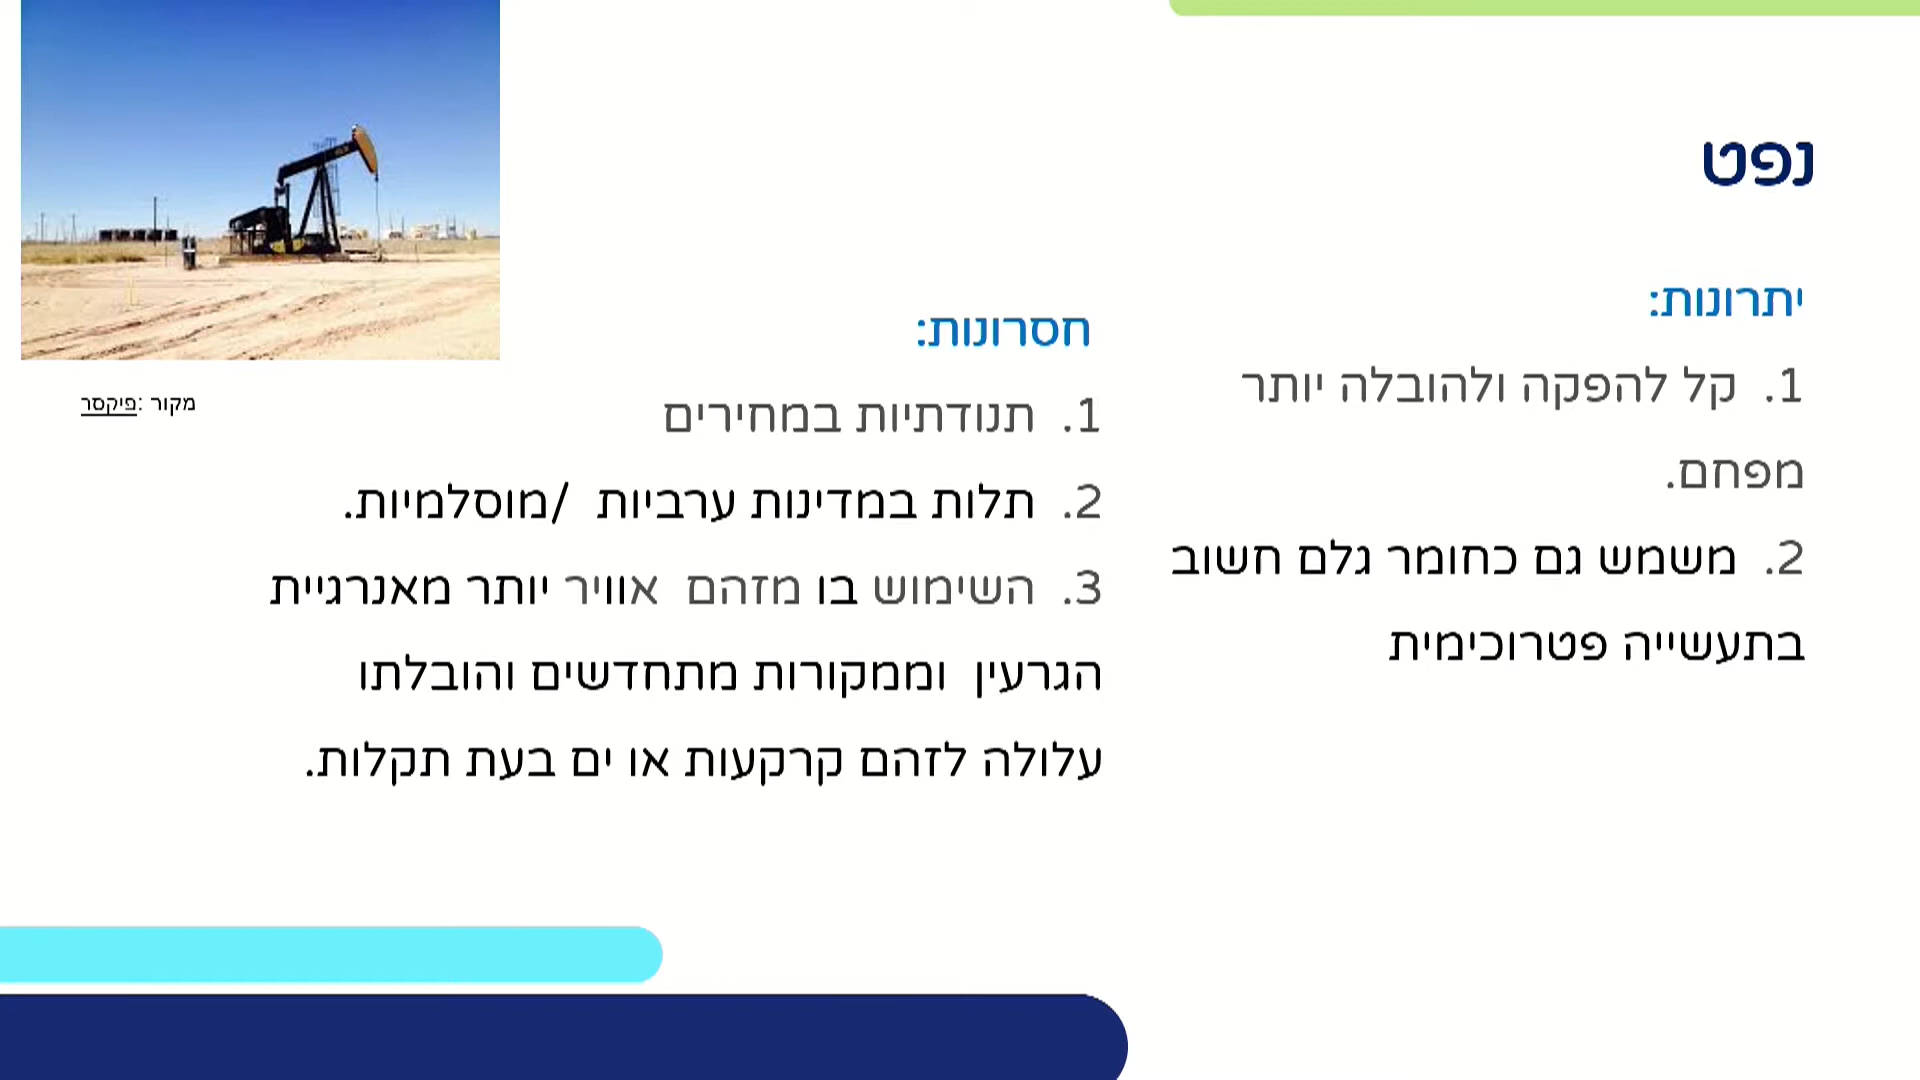 נפט
יתרונות:
1. קל להפקה ולהובלה יותר
מפחם.
2. משמש גם כחומר גלם חשוב
בתעשייה פטרוכימית
חסרונות:
1. תנודתיות במחירים
2. תלות במדינות ערביות /מוסלמיות.
3. השימוש בו מזהם אוויר יותר מאנרגיית
הגרעין וממקורות מתחדשים והובלתו
עלולה לזהם קרקעות או ים בעת תקלות.
מקור :פיקסר